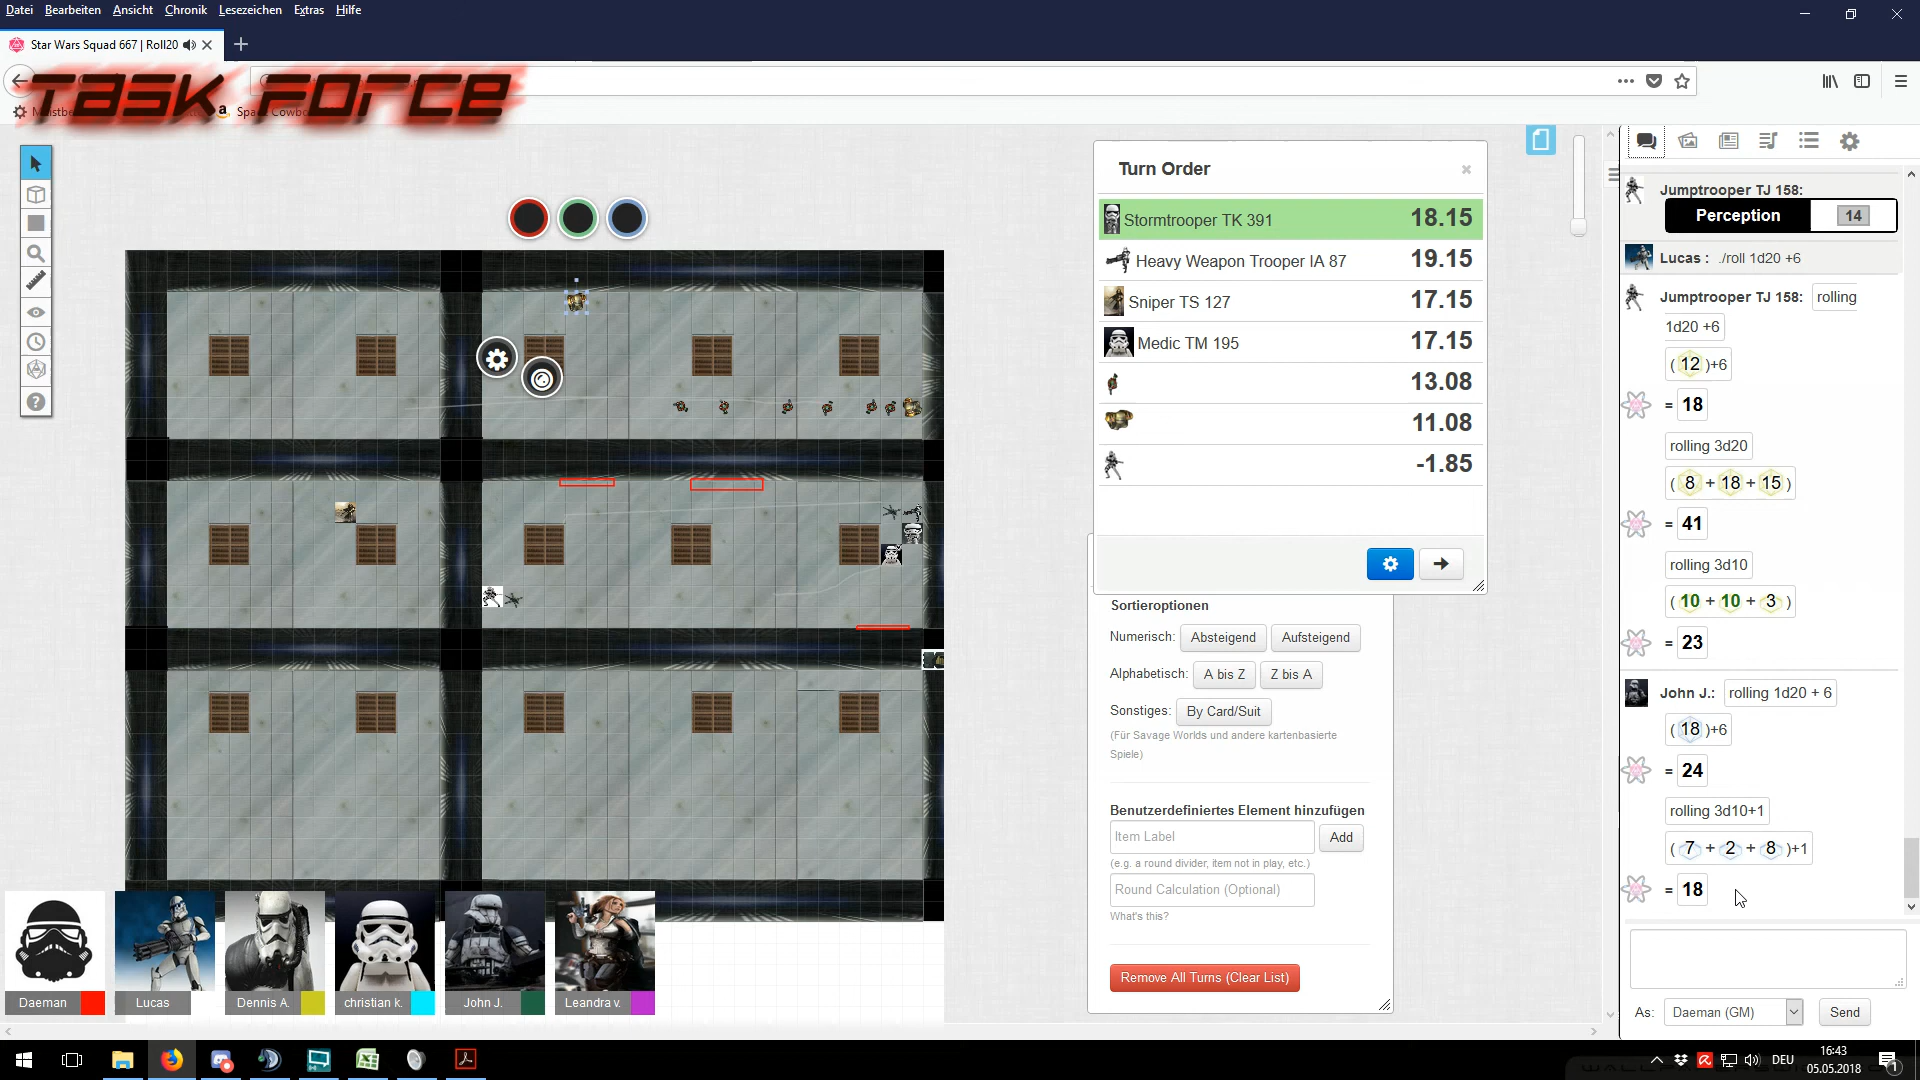 Datei Bearbeiten Ansicht Chronik Lesezeichen Extras Hilfe
Star Wars Squad 667 | Roll20
Task Force
Turn Order
Stormtrooper TK 391 18.15
Heavy Weapon Trooper IA 87 19.15
Sniper TS 127 17.15
Medic TM 195 17.15
13.08
11.08
-1.85
Sortieroptionen
Numerisch: Absteigend Aufsteigend
Alphabetisch: A bis Z Z bis A
Sonstiges: By Card/Suit
(Für Savage Worlds und andere kartenbasierte
Spiele)
Benutzerdefiniertes Element hinzufügen
Item Label Add
(e.g. a round divider, item not in play, etc.)
Round Calculation (Optional)
What's this?
Remove All Turns (Clear List)
Jumptrooper TJ 158:
Perception 14
Lucas : ./roll 1d20 +6
Jumptrooper TJ 158: rolling
1d20 +6
(12)+6
= 18
rolling 3d20
(8+18+15)
= 41
rolling 3d10
(10+10+3)
= 23
John J.: rolling 1d20 + 6
(18)+6
= 24
rolling 3d10+1
(7+2+8)+1
= 18
As: Daeman (GM) Send
Daeman Lucas Dennis A. christian k. John J. Leandra v.
DEU
16:43
05.05.2018
1